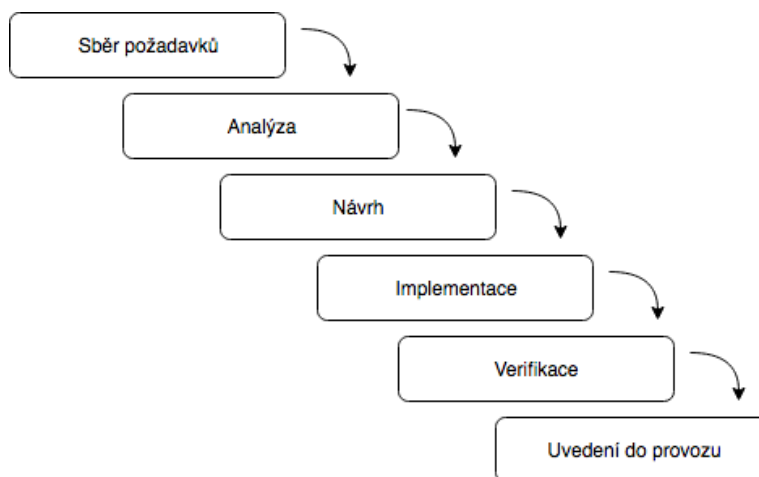 Sběr požadavků
Analýza
Návrh
Implementace
Verifikace
Uvedení do provozu